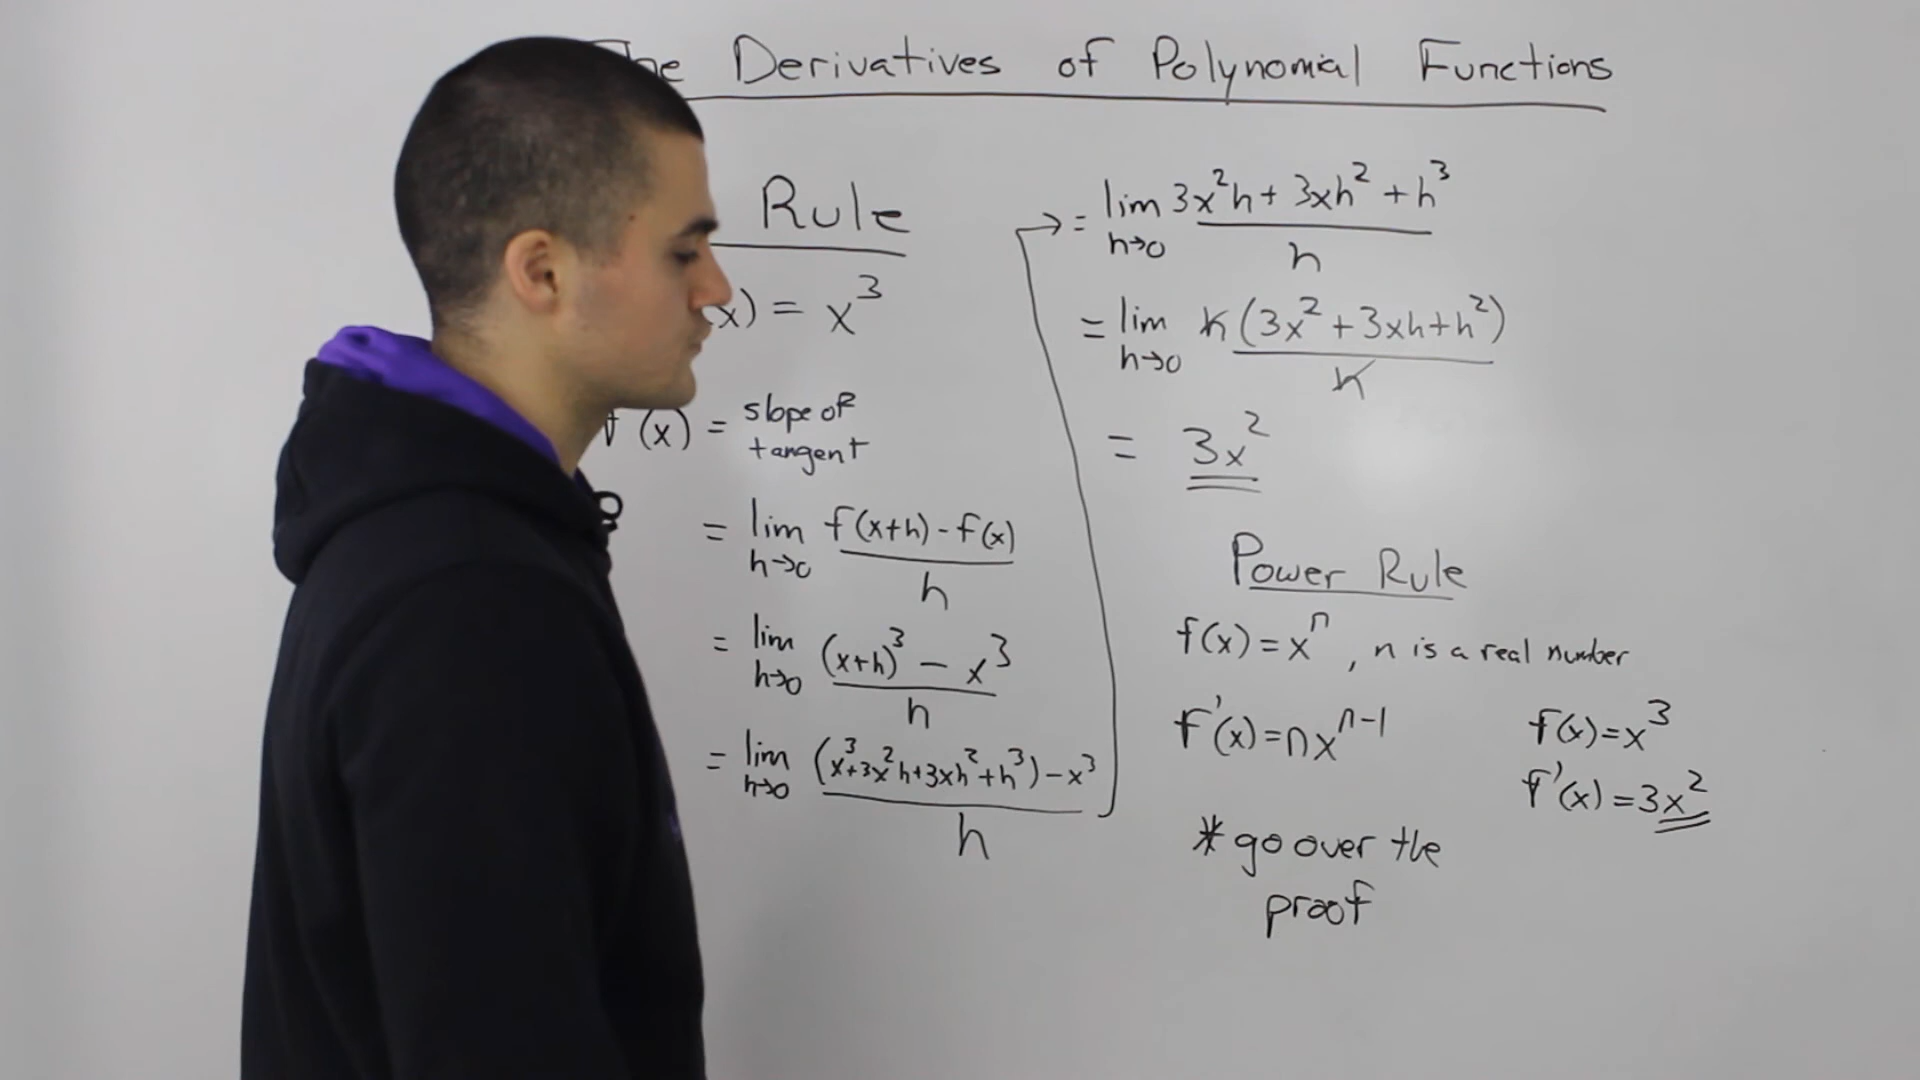 Derivatives of Polynomial Functions
Rule
x) = x³
(x) = slope of
tangent
= lim f(x+h) - f(x)
h→0 h
= lim (x+h)³ - x³
h→0 h
= lim (x³+3x²h+3xh²+h³) - x³
h→0 h
→ = lim 3x²h + 3xh² + h³
h→0 h
= lim h(3x² + 3xh + h²)
h→0 h
= 3x²
Power Rule
f(x) = xⁿ, n is a real number
f'(x) = nxⁿ⁻¹
f(x) = x³
f'(x) = 3x²
* go over the
proof